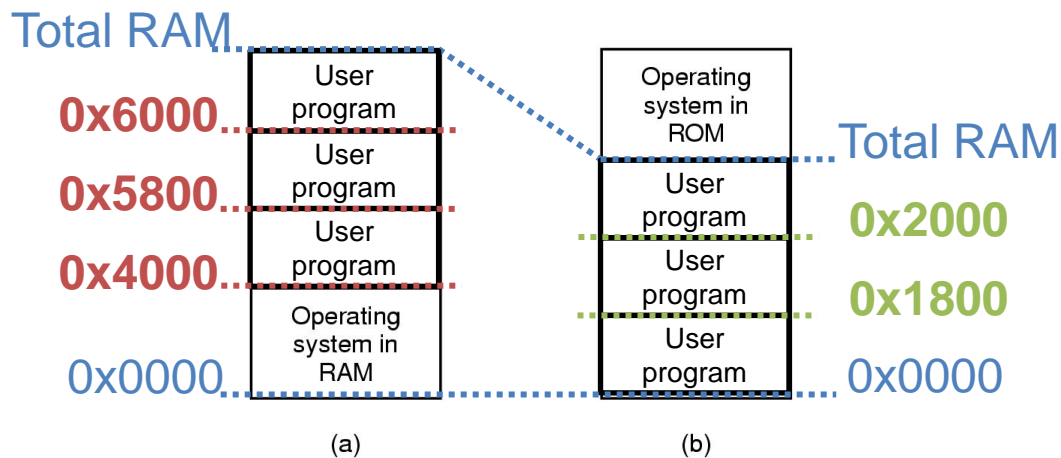 Total RAM
User
program
0x6000
User
program
0x5800
User
program
0x4000
Operating
system in
RAM
0x0000
(a)
Operating
system in
ROM
Total RAM
User
program
0x2000
User
program
0x1800
User
program
0x0000
(b)